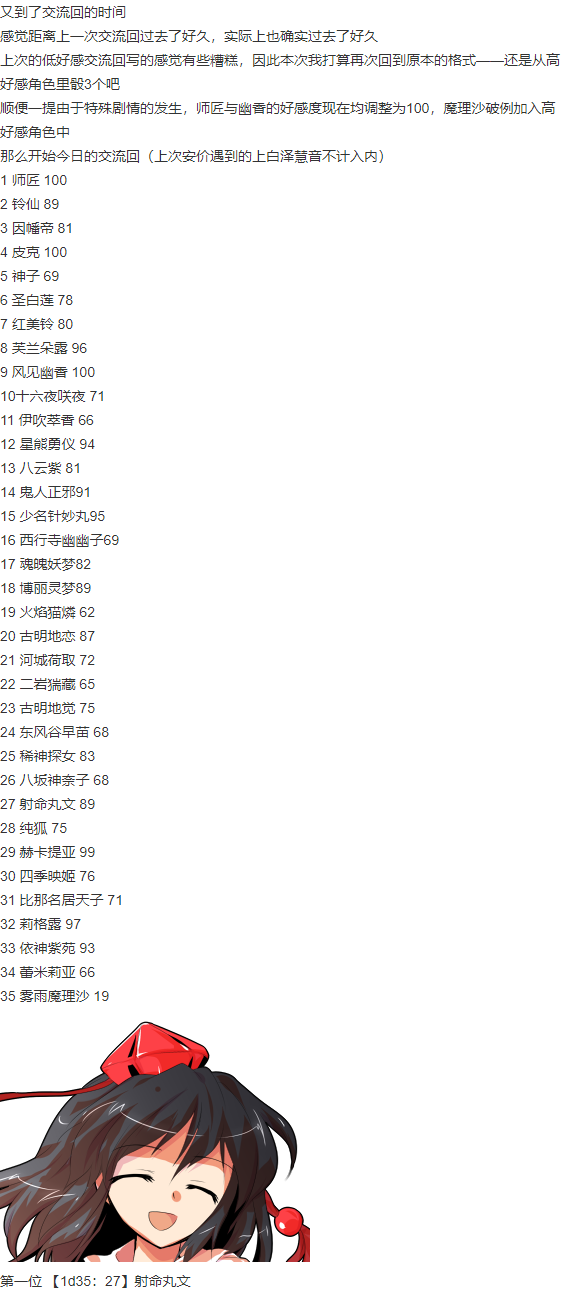 又到了交流回的时间
感觉距离上一次交流回过去了好久，实际上也确实过去了好久
上次的低好感交流回写的感觉有些糟糕，因此本次我打算再次回到原本的格式——还是从高
好感角色里骰3个吧
顺便一提由于特殊剧情的发生，师匠与幽香的好感度现在均调整为100，魔理沙破例加入高
好感角色中
那么开始今日的交流回（上次安价遇到的上白泽慧音不计入内）
1 师匠 100
2 铃仙 89
3 因幡帝 81
4 皮克 100
5 神子 69
6 圣白莲 78
7 红美铃 80
8 芙兰朵露 96
9 风见幽香 100
10十六夜咲夜 71
11 伊吹萃香 66
12 星熊勇仪 94
13 八云紫 81
14 鬼人正邪91
15 少名针妙丸95
16 西行寺幽幽子69
17 魂魄妖梦82
18 博丽灵梦89
19 火焰猫燐 62
20 古明地恋 87
21 河城荷取 72
22 二岩猯藏 65
23 古明地觉 75
24 东风谷早苗 68
25 稀神探女 83
26 八坂神奈子 68
27 射命丸文 89
28 纯狐 75
29 赫卡提亚 99
30 四季映姬 76
31 比那名居天子 71
32 莉格露 97
33 依神紫苑 93
34 蕾米莉亚 66
35 雾雨魔理沙 19
第一位 【1d35：27】射命丸文